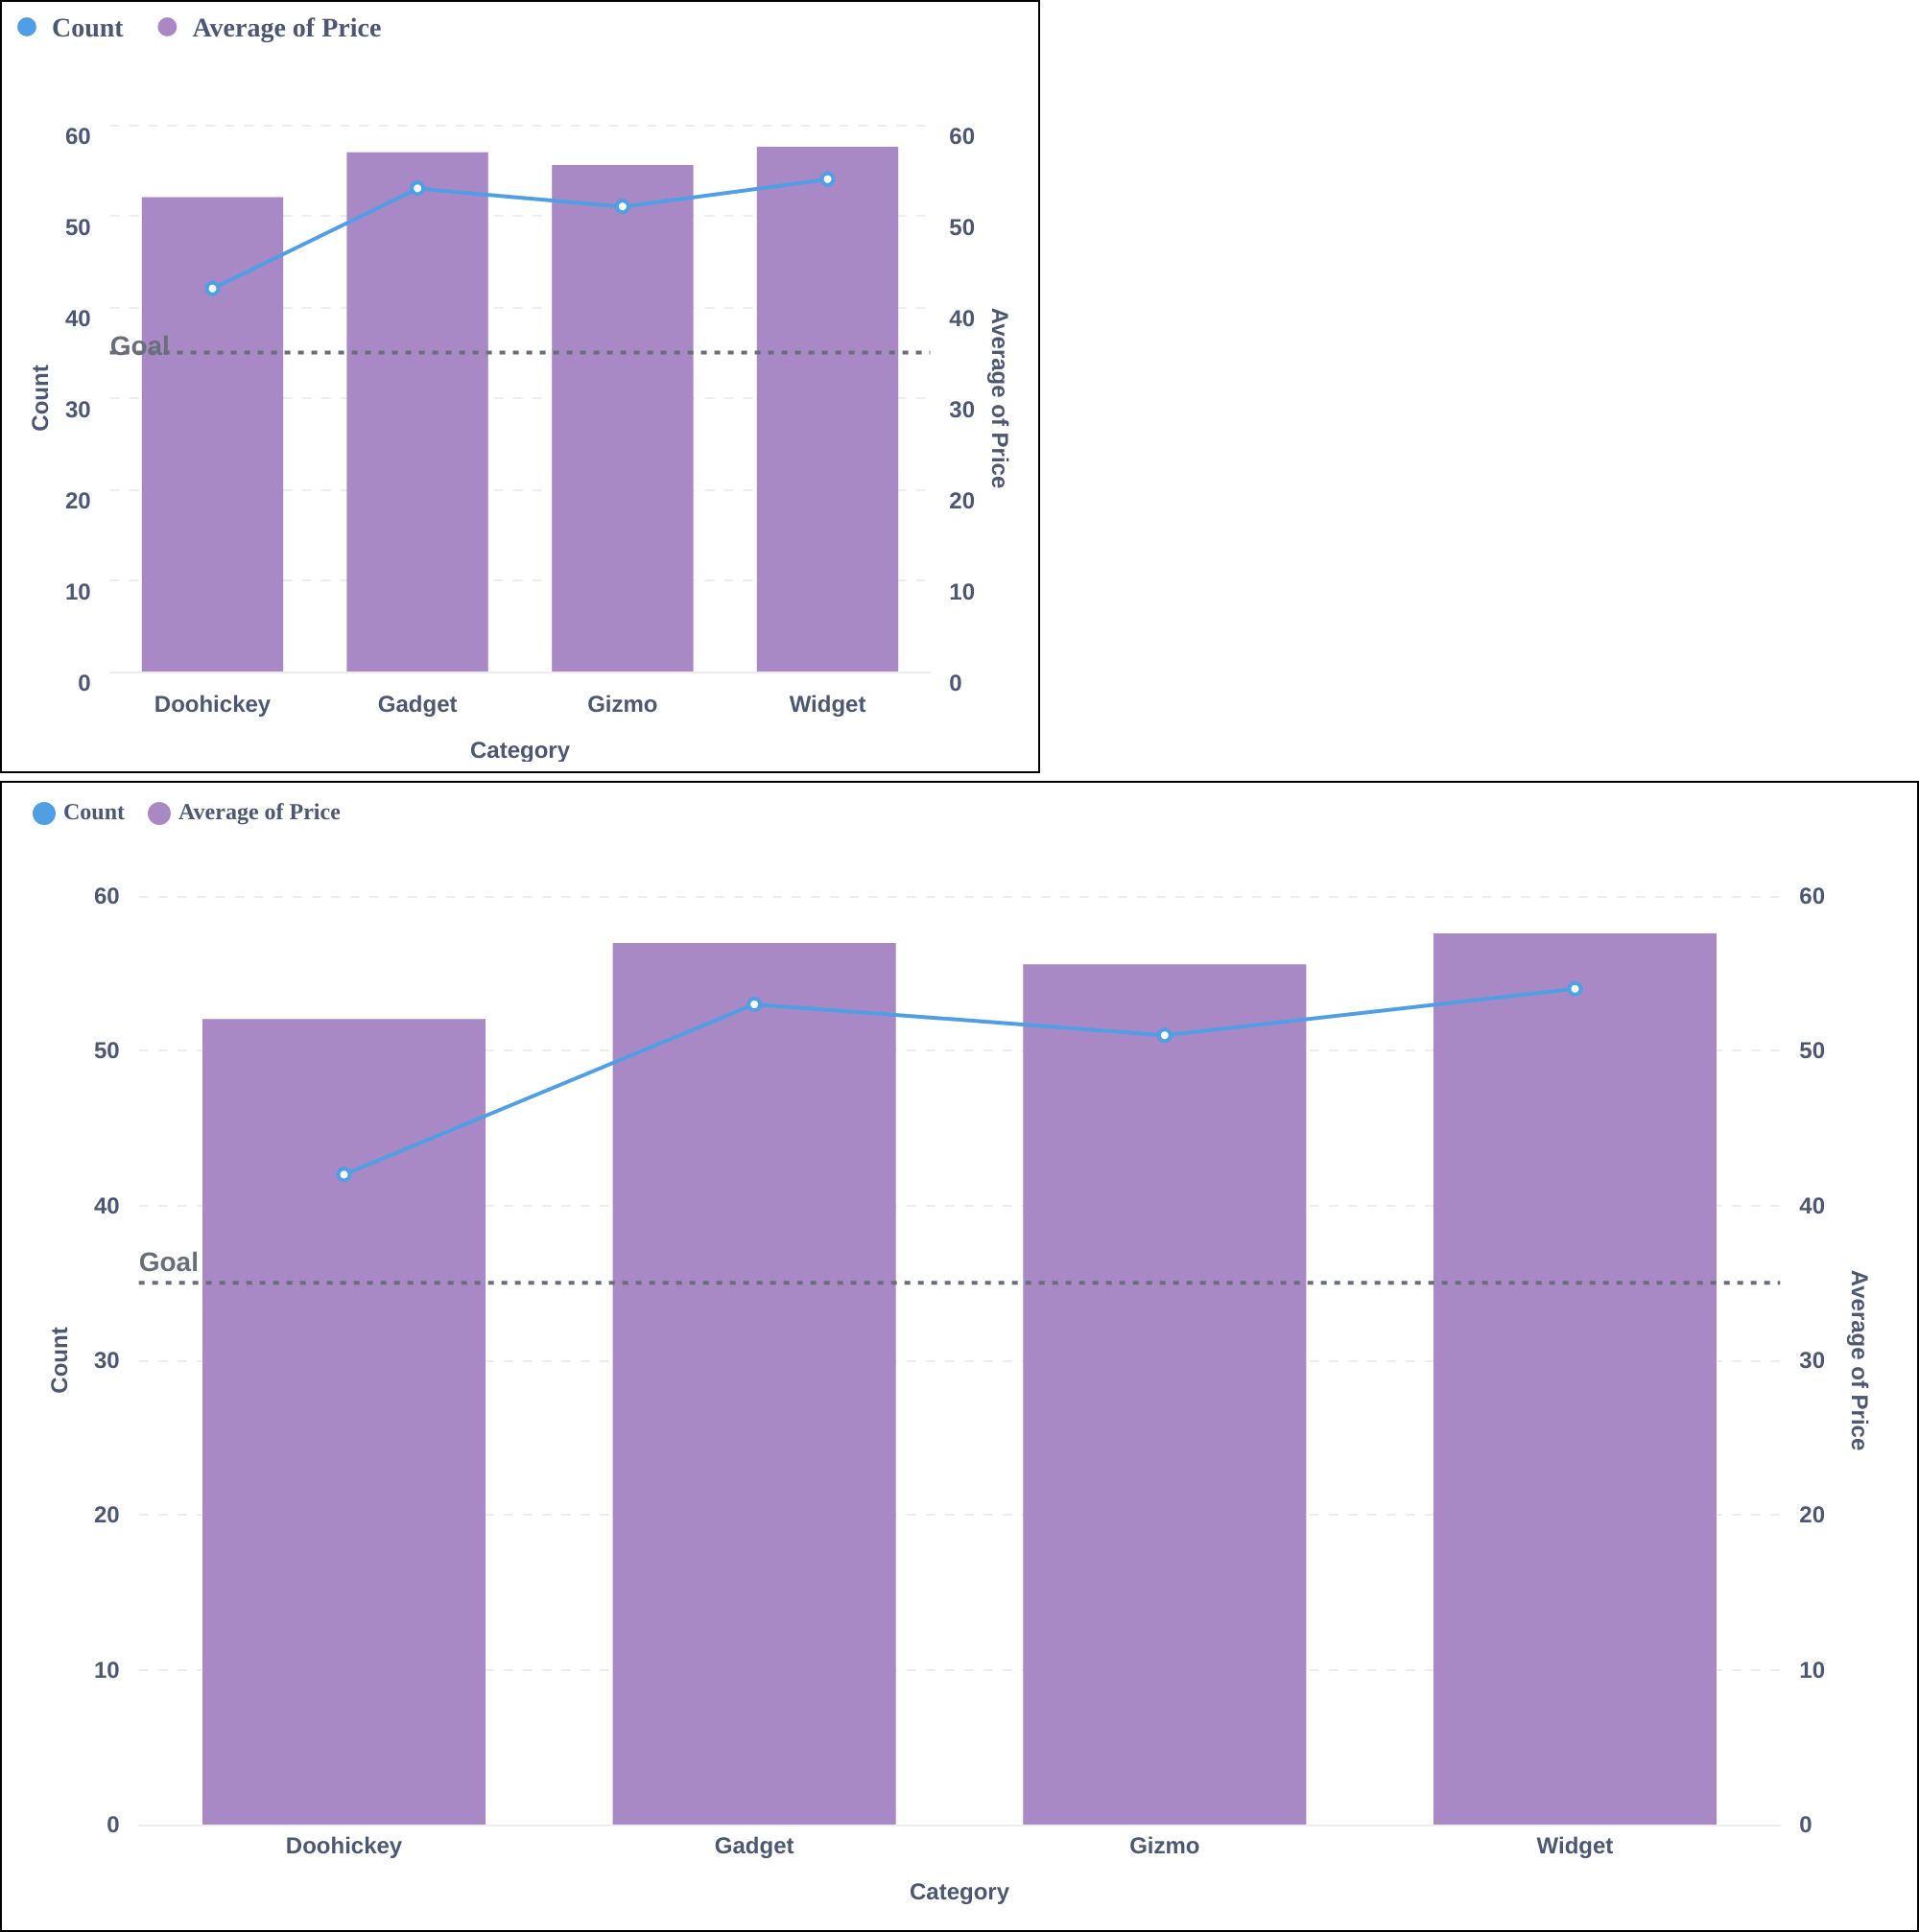 Count Average of Price
60 60
50 50
40 40
Goal
30 30
20 20
10 10
0 0
Count
Average of Price
Doohickey Gadget Gizmo Widget
Category
Count Average of Price
60 60
50 50
40 40
Goal
30 30
20 20
10 10
0 0
Count
Average of Price
Doohickey Gadget Gizmo Widget
Category